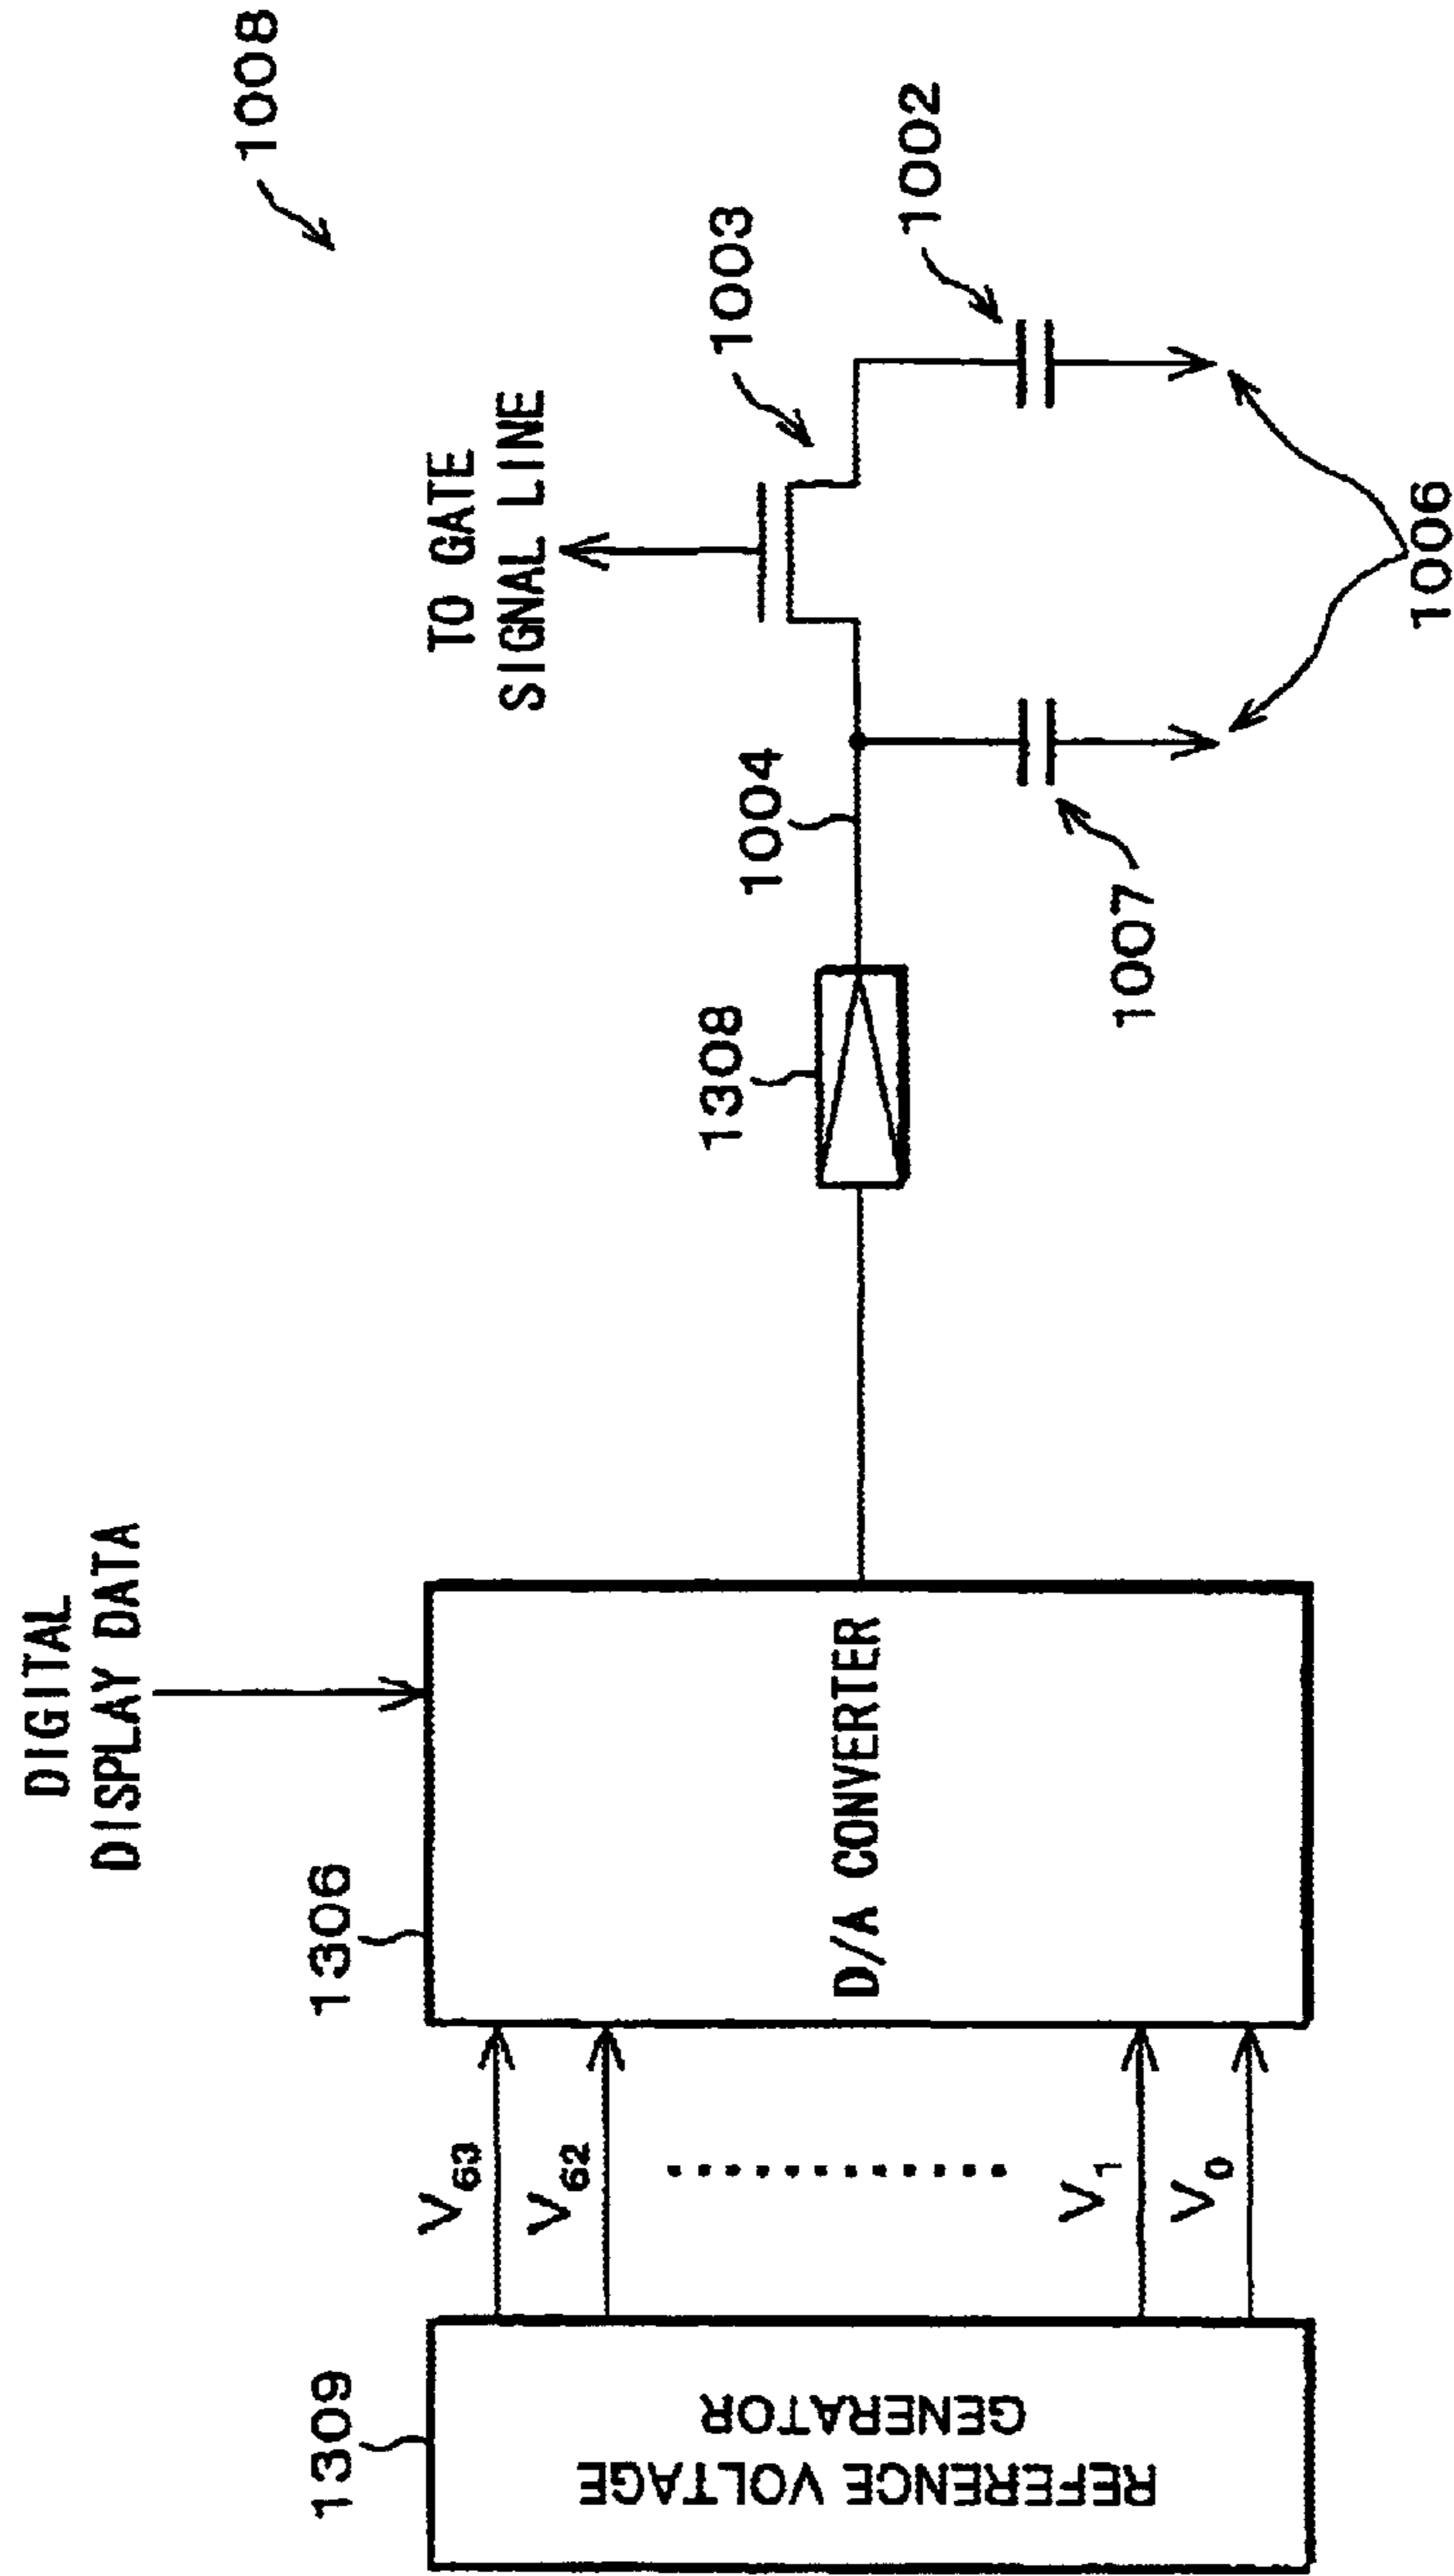 1008
DIGITAL
DISPLAY DATA
TO GATE
SIGNAL LINE
1309
1306
1308
1004
1003
1002
V63
V62
V1
V0
REFERENCE VOLTAGE
GENERATOR
D/A CONVERTER
1007
1006